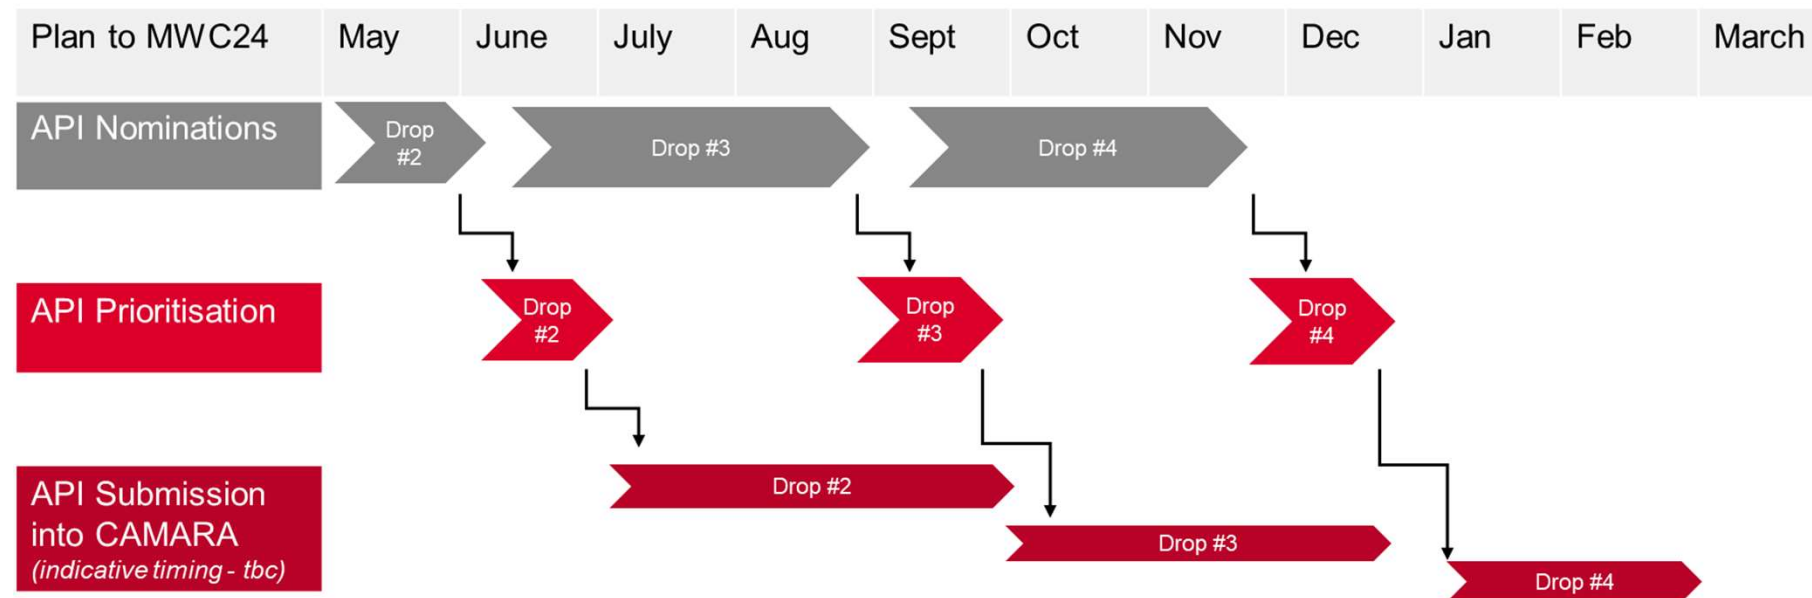 Plan to MWC24 May June July Aug Sept Oct Nov Dec Jan Feb March
API Nominations
Drop
#2
Drop #3
Drop #4
API Prioritisation
Drop
#2
Drop
#3
Drop
#4
API Submission
into CAMARA
(indicative timing - tbc)
Drop #2
Drop #3
Drop #4